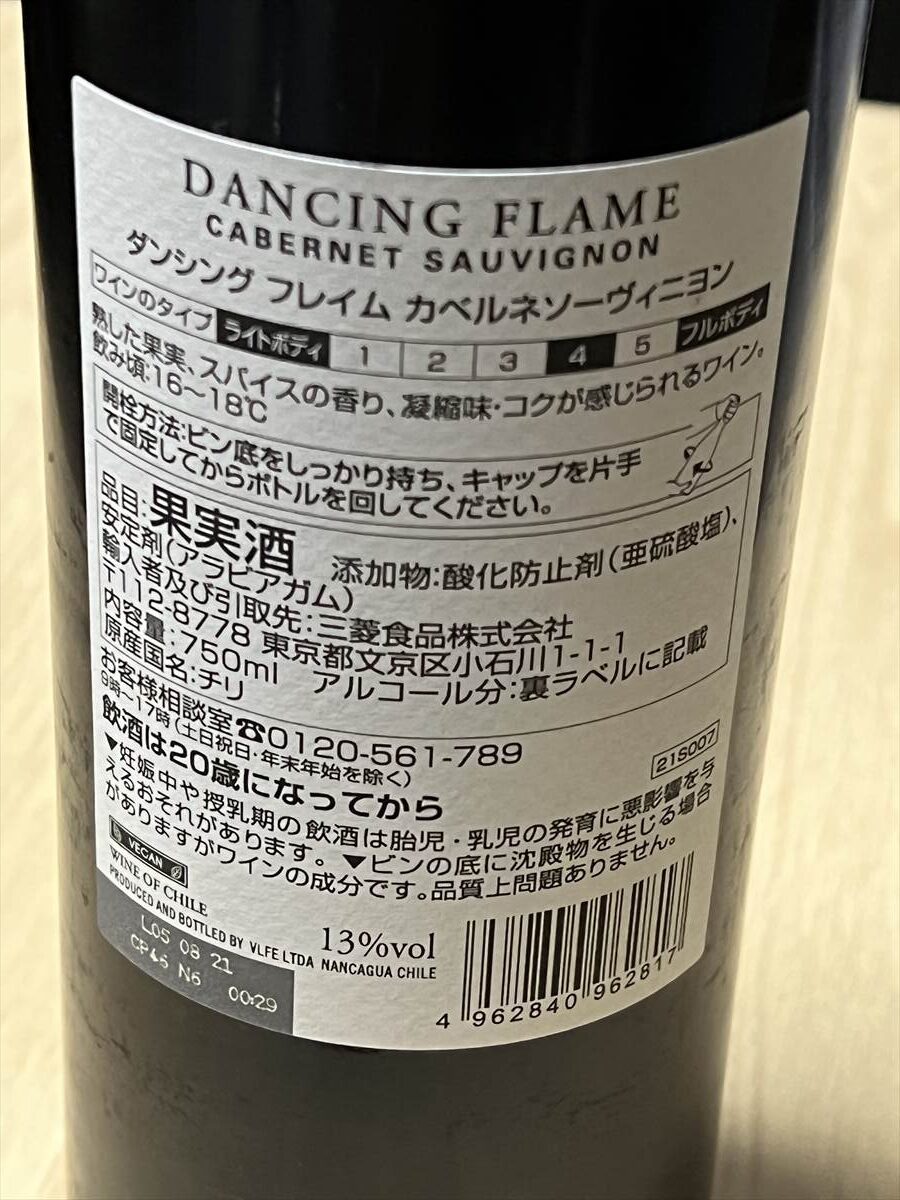 DANCING FLAME
CABERNET SAUVIGNON
ダンシング フレイム カベルネソーヴィニヨン
ワインのタイプ ライトボディ 1 2 3 4 5 フルボディ
熟した果実、スパイスの香り、凝縮味・コクが感じられるワイン。
飲み頃:16〜18℃
開栓方法:ビン底をしっかり持ち、キャップを片手
で固定してからボトルを回してください。
品目:果実酒 添加物:酸化防止剤(亜硫酸塩)、
安定剤(アラビアガム)
輸入者及び引取先:三菱食品株式会社
〒112-8778 東京都文京区小石川1-1-1
内容量:750ml アルコール分:裏ラベルに記載
原産国名:チリ
お客様相談室☎0120-561-789
9時〜17時(土日祝日・年末年始を除く)
飲酒は20歳になってから 21S007
▼妊娠中や授乳期の飲酒は胎児・乳児の発育に悪影響を与
えるおそれがあります。▼ビンの底に沈殿物を生じる場合
がありますがワインの成分です。品質上問題ありません。
VEGAN
WINE OF CHILE 13%vol
PRODUCED AND BOTTLED BY VLFE LTDA NANCAGUA CHILE
L05 08 21
CP46 N6 00:29
4 962840 962817